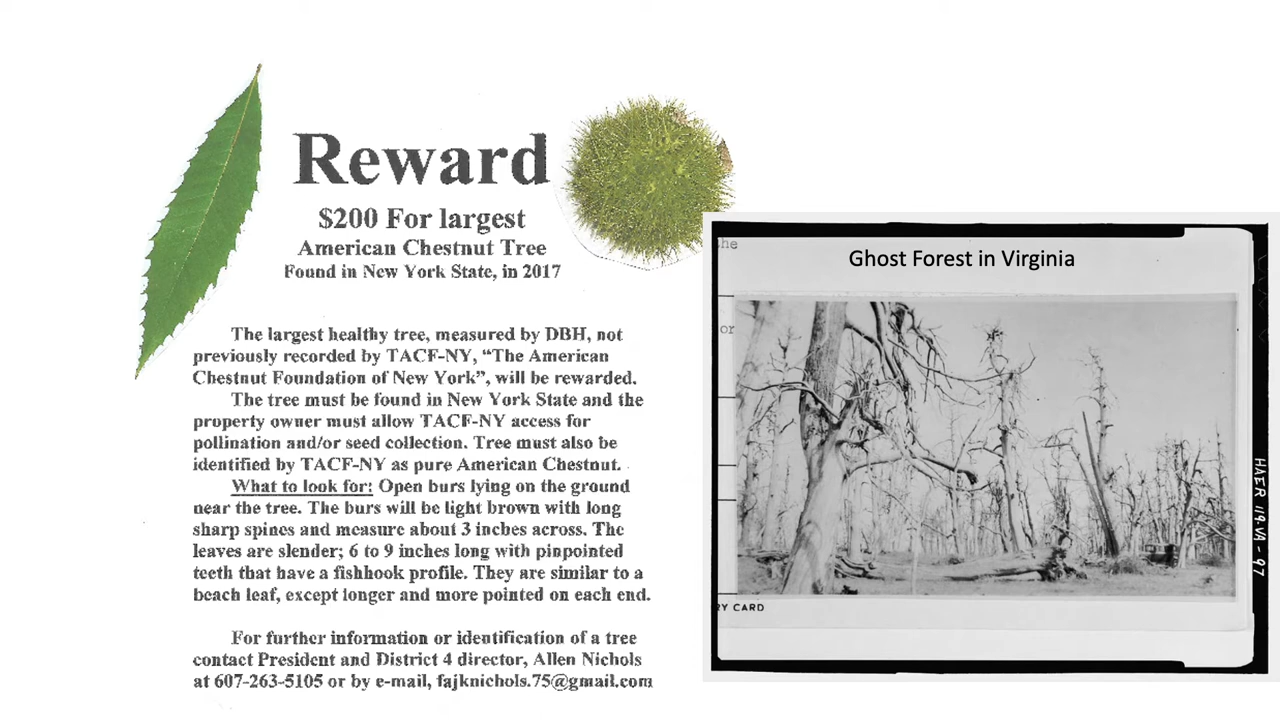 Reward
$200 For largest
American Chestnut Tree
Found in New York State, in 2017
The largest healthy tree, measured by DBH, not
previously recorded by TACF-NY, “The American
Chestnut Foundation of New York”, will be rewarded.
The tree must be found in New York State and the
property owner must allow TACF-NY access for
pollination and/or seed collection. Tree must also be
identified by TACF-NY as pure American Chestnut.
What to look for: Open burs lying on the ground
near the tree. The burs will be light brown with long
sharp spines and measure about 3 inches across. The
leaves are slender; 6 to 9 inches long with pinpointed
teeth that have a fishhook profile. They are similar to a
beach leaf, except longer and more pointed on each end.
For further information or identification of a tree
contact President and District 4 director, Allen Nichols
at 607-263-5105 or by e-mail, fajknichols.75@gmail.com
the
Ghost Forest in Virginia
or
RY CARD
HAER 119.VA-97